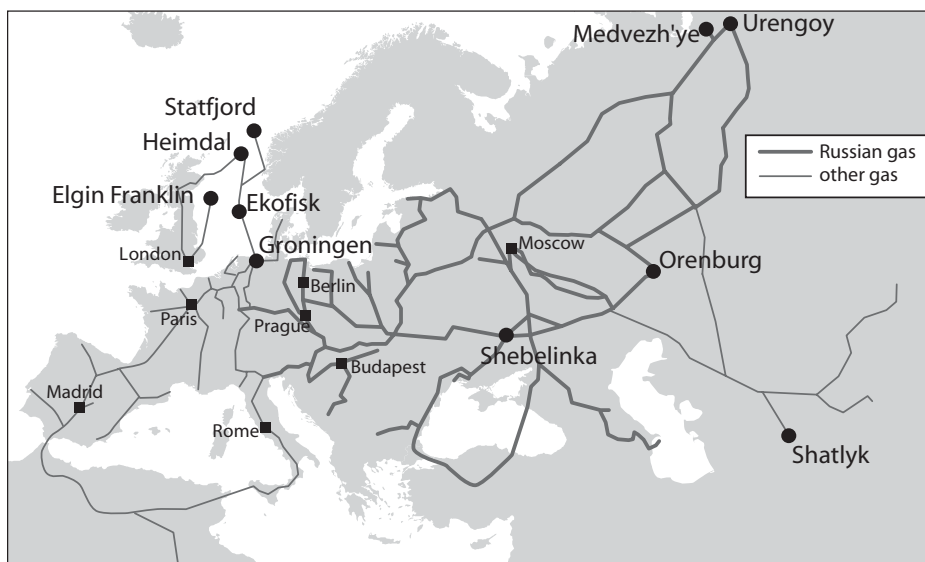 Medvezh'ye
Urengoy
Statfjord
Heimdal
Russian gas
other gas
Elgin Franklin
Ekofisk
London
Groningen
Moscow
Orenburg
Berlin
Paris
Prague
Shebelinka
Budapest
Madrid
Rome
Shatlyk